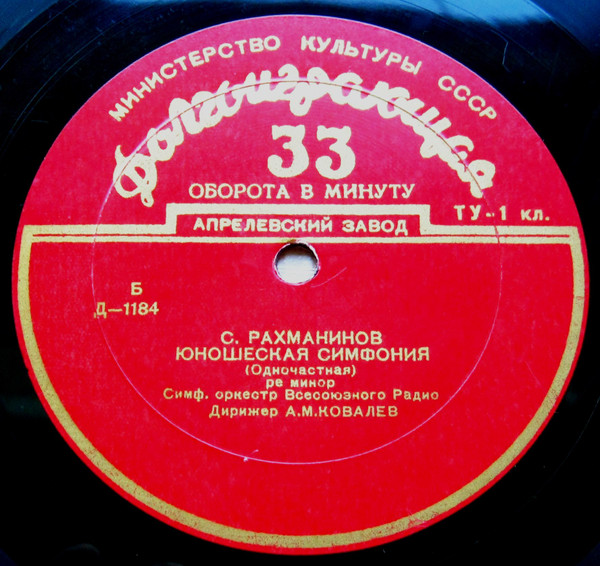 МИНИСТЕРСТВО КУЛЬТУРЫ СССР
Долгоиграющая
33
ОБОРОТА В МИНУТУ
ТУ-1 кл.
АПРЕЛЕВСКИЙ ЗАВОД
Б
Д—1184
С. РАХМАНИНОВ
ЮНОШЕСКАЯ СИМФОНИЯ
(Одночастная)
ре минор
Симф. оркестр Всесоюзного Радио
Дирижер А.М.КОВАЛЕВ